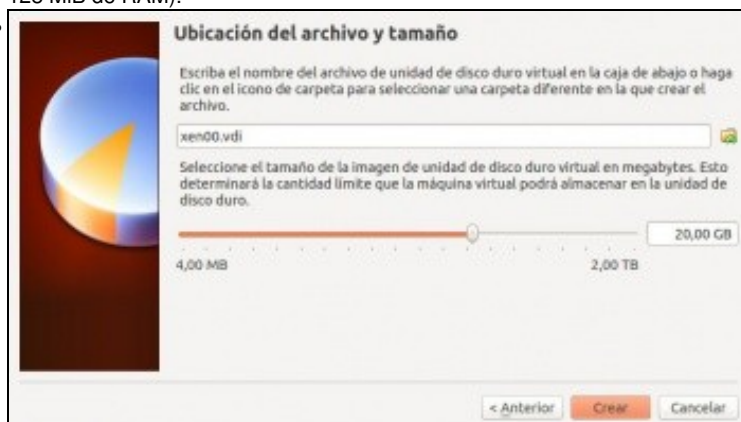 128 MiB de RAM).
Ubicación del archivo y tamaño
Escriba el nombre del archivo de unidad de disco duro virtual en la caja de abajo o haga
clic en el icono de carpeta para seleccionar una carpeta diferente en la que crear el
archivo.
xen00.vdi
Seleccione el tamaño de la imagen de unidad de disco duro virtual en megabytes. Esto
determinará la cantidad límite que la máquina virtual podrá almacenar en la unidad de
disco duro.
20,00 GB
4,00 MB 2,00 TB
< Anterior Crear Cancelar